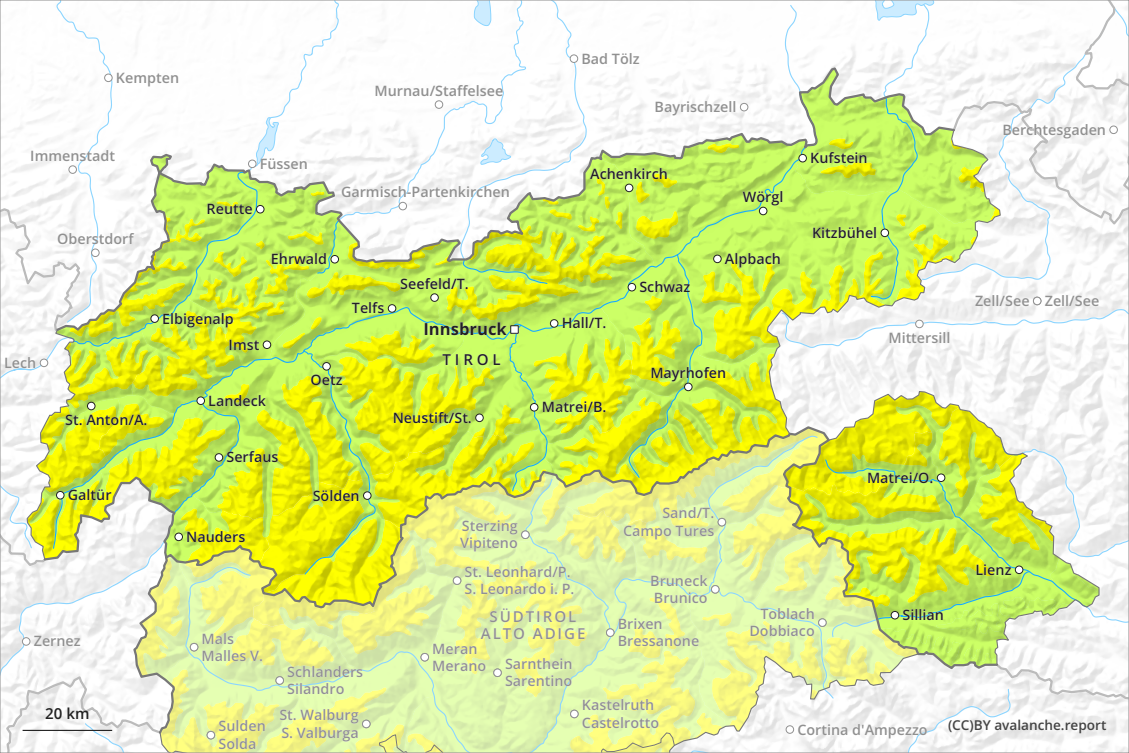 Kempten
Bad Tölz
Murnau/Staffelsee
Bayrischzell
Berchtesgaden
Immenstadt
Füssen
Kufstein
Achenkirch
Garmisch-Partenkirchen
Wörgl
Reutte
Kitzbühel
Oberstdorf
Ehrwald
Alpbach
Seefeld/T.
Schwaz
Telfs
Zell/See
Zell/See
Elbigenalp
Innsbruck
Hall/T.
Mittersill
Imst
Lech
TIROL
Oetz
Mayrhofen
Landeck
Matrei/B.
St. Anton/A.
Neustift/St.
Serfaus
Matrei/O.
Galtür
Sölden
Sand/T.
Campo Tures
Sterzing
Vipiteno
Nauders
Lienz
St. Leonhard/P.
S. Leonardo i. P.
Bruneck
Brunico
SÜDTIROL
ALTO ADIGE
Toblach
Dobbiaco
Sillian
Brixen
Bressanone
Zernez
Mals
Malles V.
Meran
Merano
Sarnthein
Sarentino
Schlanders
Silandro
20 km
St. Walburg
S. Valburga
Kastelruth
Castelrotto
Sulden
Solda
Cortina d'Ampezzo
(CC)BY avalanche.report